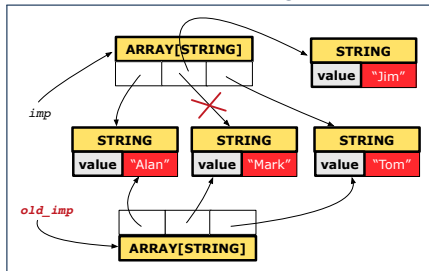 ARRAY[STRING]
STRING
value "Jim"
imp
STRING
value "Alan"
STRING
value "Mark"
STRING
value "Tom"
old_imp
ARRAY[STRING]